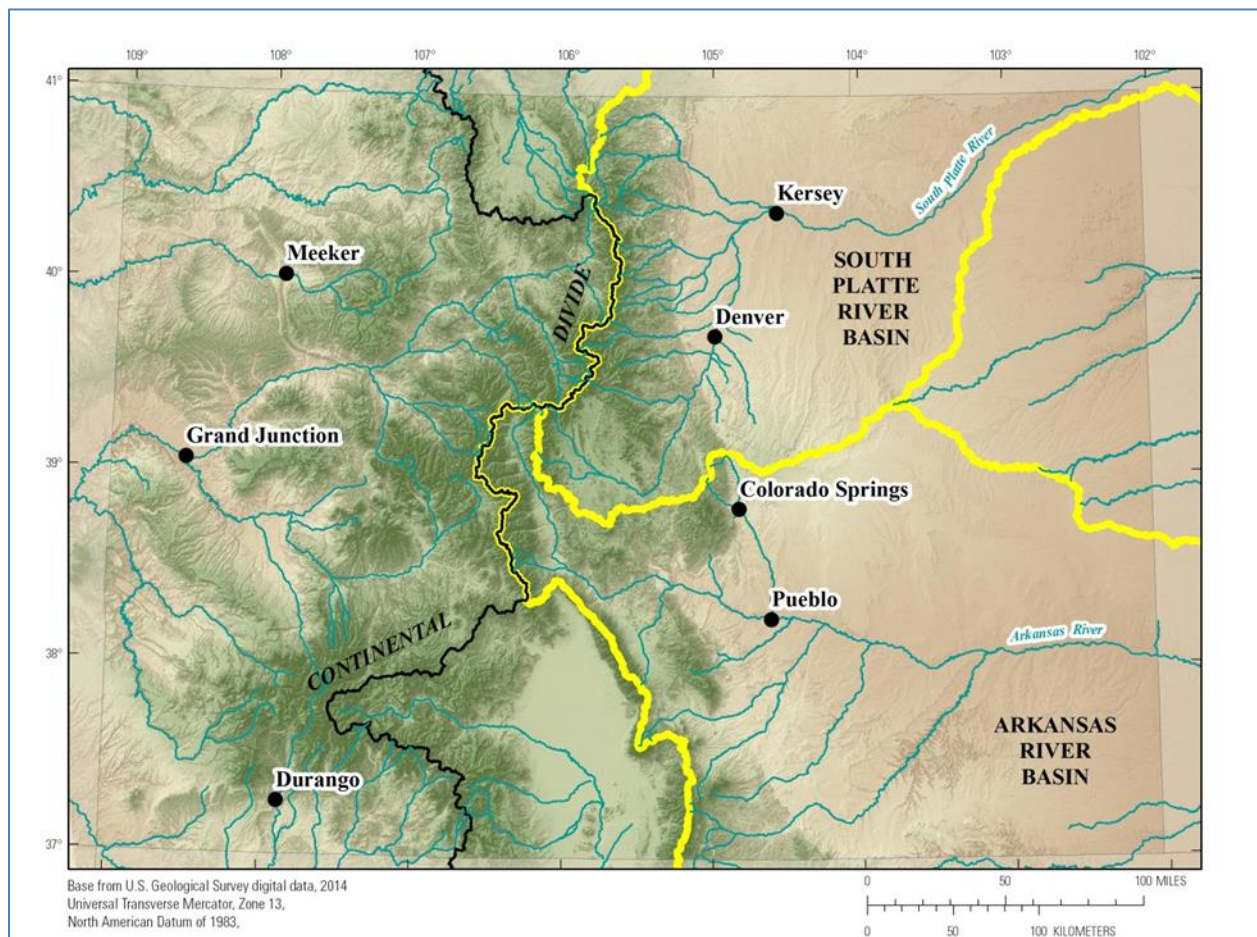 109°
108°
107°
106°
105°
104°
103°
102°
41°
40°
39°
38°
37°
South Platte River
Kersey
Meeker
SOUTH
PLATTE
RIVER
BASIN
DIVIDE
Denver
Grand Junction
Colorado Springs
Pueblo
Arkansas River
CONTINENTAL
ARKANSAS
RIVER
BASIN
Durango
Base from U.S. Geological Survey digital data, 2014
Universal Transverse Mercator, Zone 13,
North American Datum of 1983,
0 50 100 MILES
0 50 100 KILOMETERS